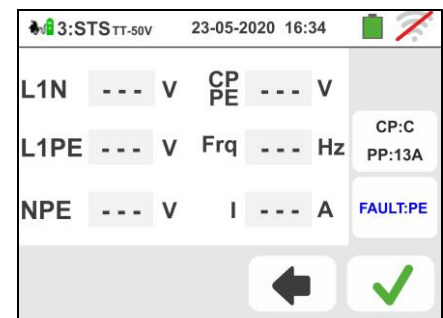 3:STS TT-50V 23-05-2020 16:34
L1N - - - V CP PE - - - V
L1PE - - - V Frq - - - Hz
NPE - - - V I - - - A
CP:C
PP:13A
FAULT:PE